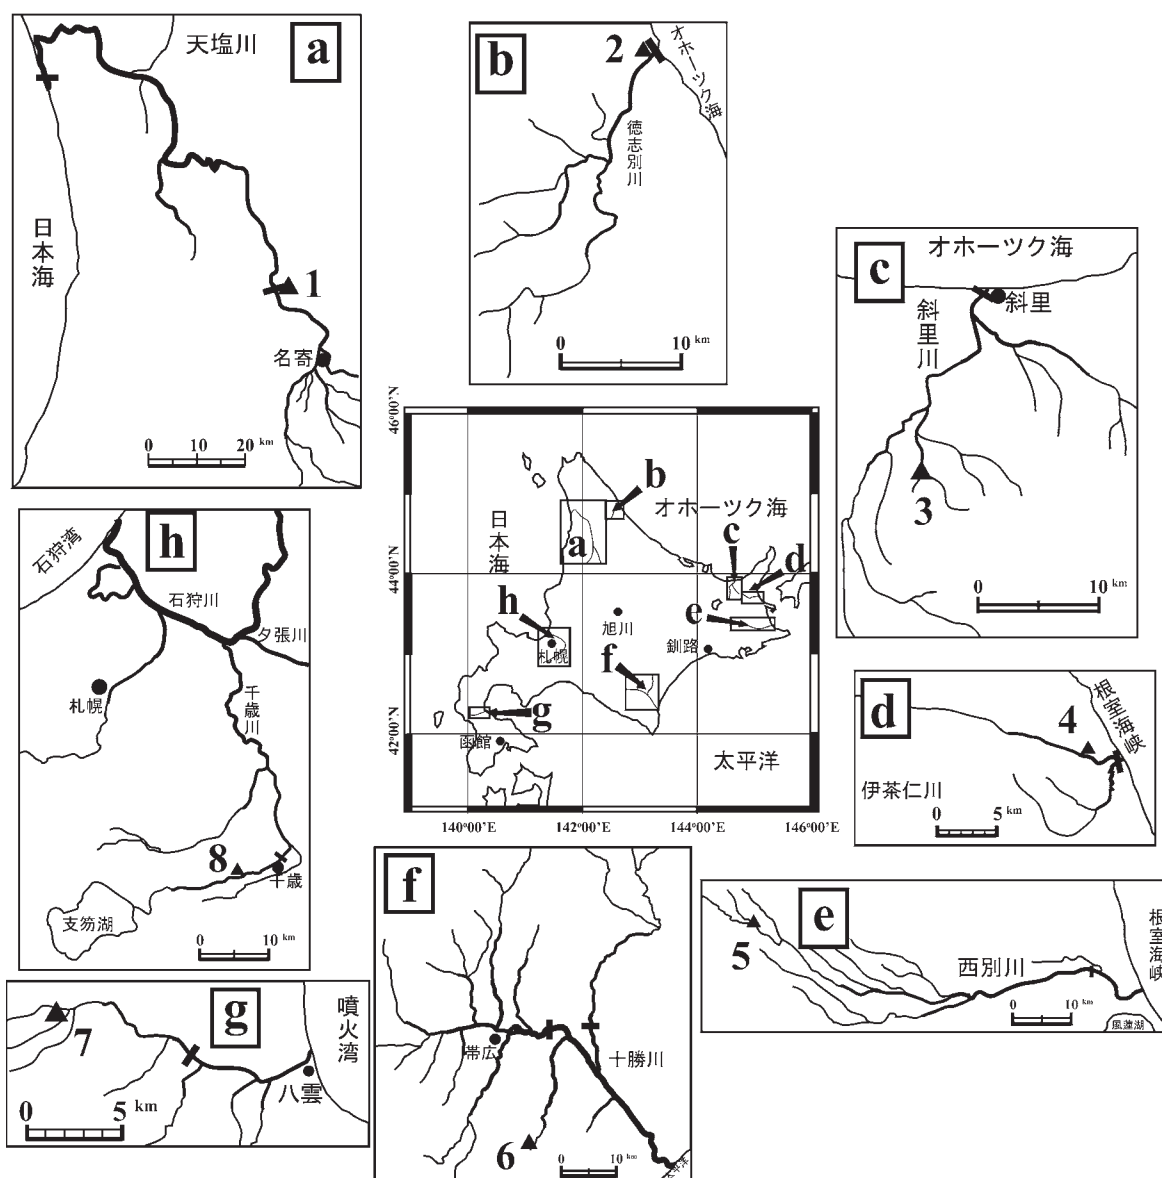 天塩川
a
日本海
1
名寄
0 10 20 km
b
2
オホーツク海
徳志別川
0 10 km
c
オホーツク海
斜里
斜里川
3
0 10 km
46°00'N
44°00'N
42°00'N
140°00'E
142°00'E
144°00'E
146°00'E
日本海
オホーツク海
a
b
c
d
e
f
g
h
旭川
札幌
釧路
函館
太平洋
h
石狩湾
石狩川
夕張川
札幌
千歳川
8
千歳
支笏湖
0 10 km
d
4
根室海峡
伊茶仁川
0 5 km
e
5
西別川
根室海峡
0 10 km
風蓮湖
f
帯広
十勝川
6
0 10 km
g
7
噴火湾
八雲
0 5 km